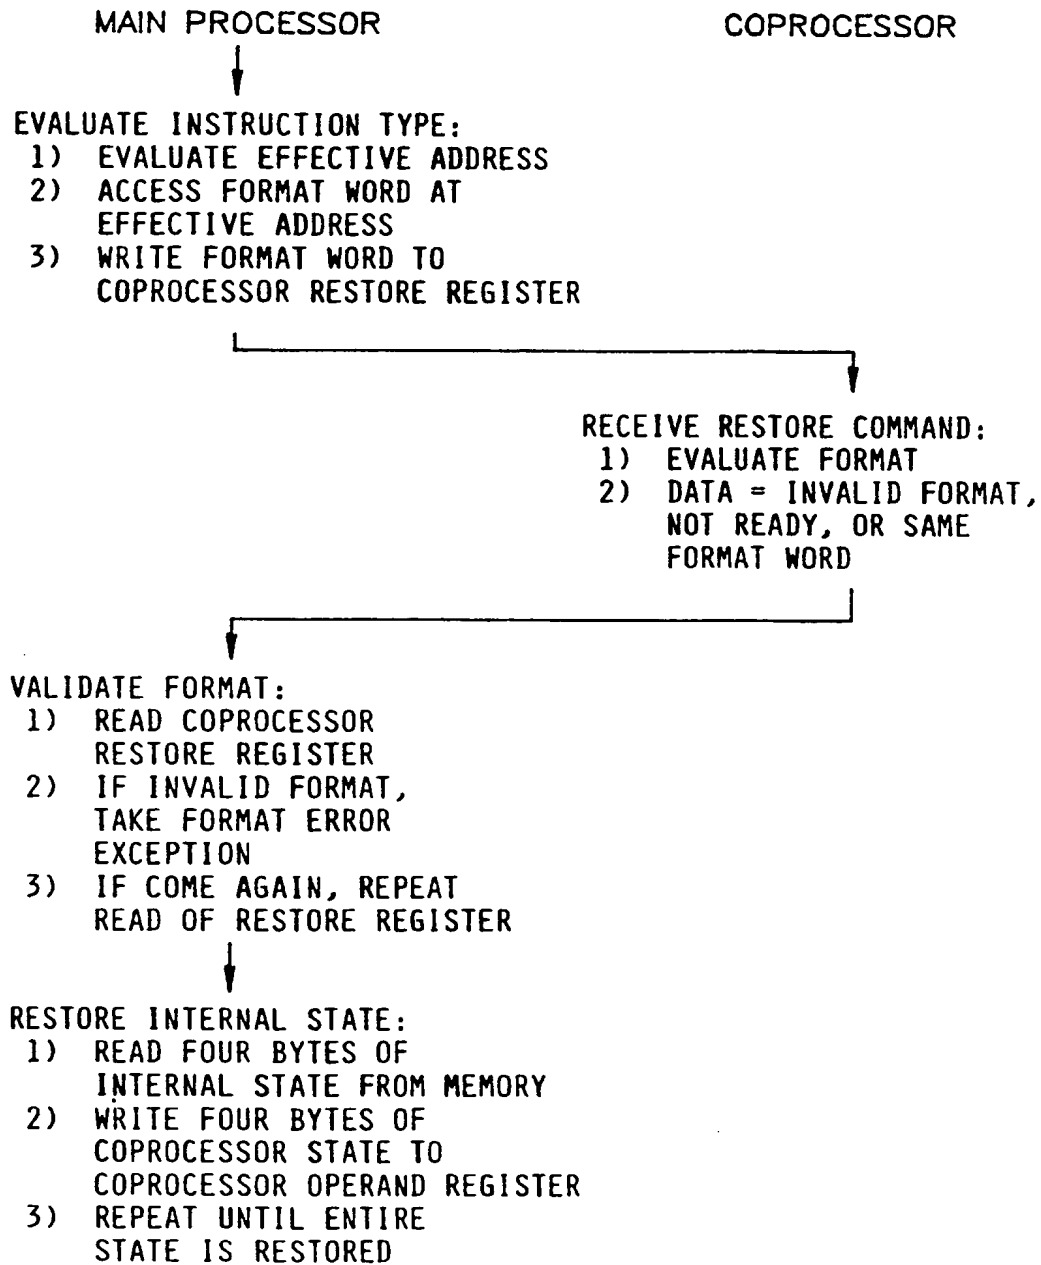 MAIN PROCESSOR
COPROCESSOR
EVALUATE INSTRUCTION TYPE:
1) EVALUATE EFFECTIVE ADDRESS
2) ACCESS FORMAT WORD AT
EFFECTIVE ADDRESS
3) WRITE FORMAT WORD TO
COPROCESSOR RESTORE REGISTER
RECEIVE RESTORE COMMAND:
1) EVALUATE FORMAT
2) DATA = INVALID FORMAT,
NOT READY, OR SAME
FORMAT WORD
VALIDATE FORMAT:
1) READ COPROCESSOR
RESTORE REGISTER
2) IF INVALID FORMAT,
TAKE FORMAT ERROR
EXCEPTION
3) IF COME AGAIN, REPEAT
READ OF RESTORE REGISTER
RESTORE INTERNAL STATE:
1) READ FOUR BYTES OF
INTERNAL STATE FROM MEMORY
2) WRITE FOUR BYTES OF
COPROCESSOR STATE TO
COPROCESSOR OPERAND REGISTER
3) REPEAT UNTIL ENTIRE
STATE IS RESTORED